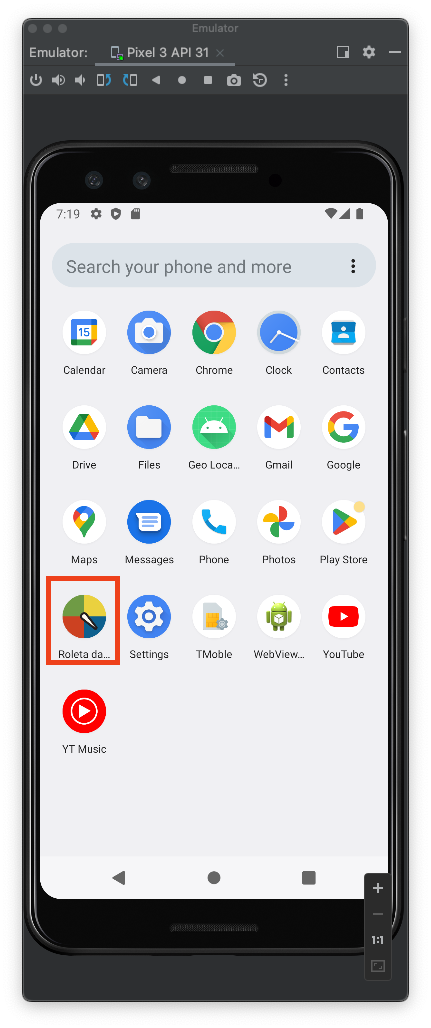 Emulator
Emulator: Pixel 3 API 31
7:19
Search your phone and more
15
Calendar Camera Chrome Clock Contacts
Drive Files Geo Loca... Gmail Google
Maps Messages Phone Photos Play Store
Roleta da... Settings TMoble WebView... YouTube
YT Music
1:1